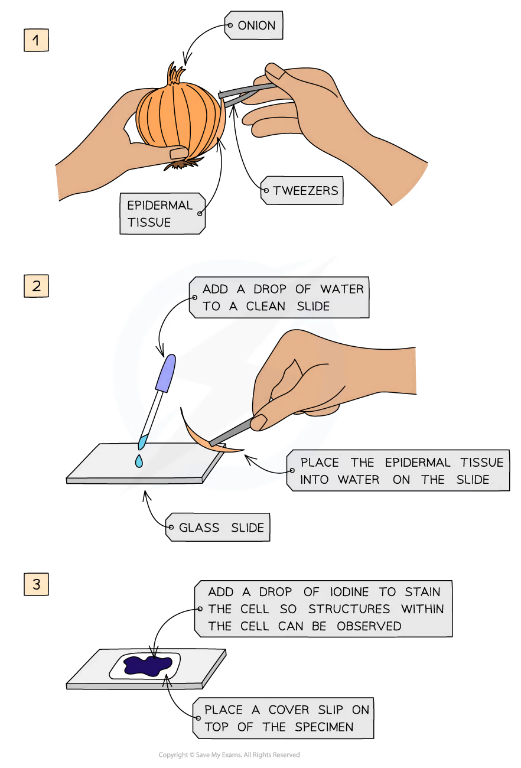 1
ONION
EPIDERMAL
TISSUE
TWEEZERS
2
ADD A DROP OF WATER
TO A CLEAN SLIDE
PLACE THE EPIDERMAL TISSUE
INTO WATER ON THE SLIDE
GLASS SLIDE
3
ADD A DROP OF IODINE TO STAIN
THE CELL SO STRUCTURES WITHIN
THE CELL CAN BE OBSERVED
PLACE A COVER SLIP ON
TOP OF THE SPECIMEN
Copyright © Save My Exams. All Rights Reserved